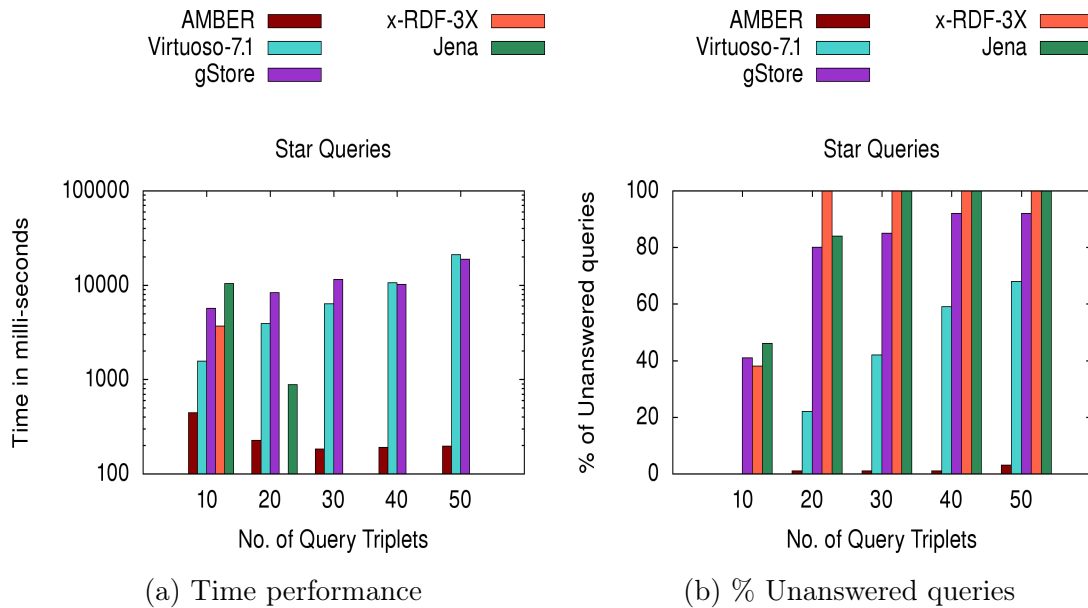 AMBER
Virtuoso-7.1
gStore
x-RDF-3X
Jena
Star Queries
Time in milli-seconds
100000
10000
1000
100
10 20 30 40 50
No. of Query Triplets
(a) Time performance
AMBER
Virtuoso-7.1
gStore
x-RDF-3X
Jena
Star Queries
% of Unanswered queries
100
80
60
40
20
0
10 20 30 40 50
No. of Query Triplets
(b) % Unanswered queries